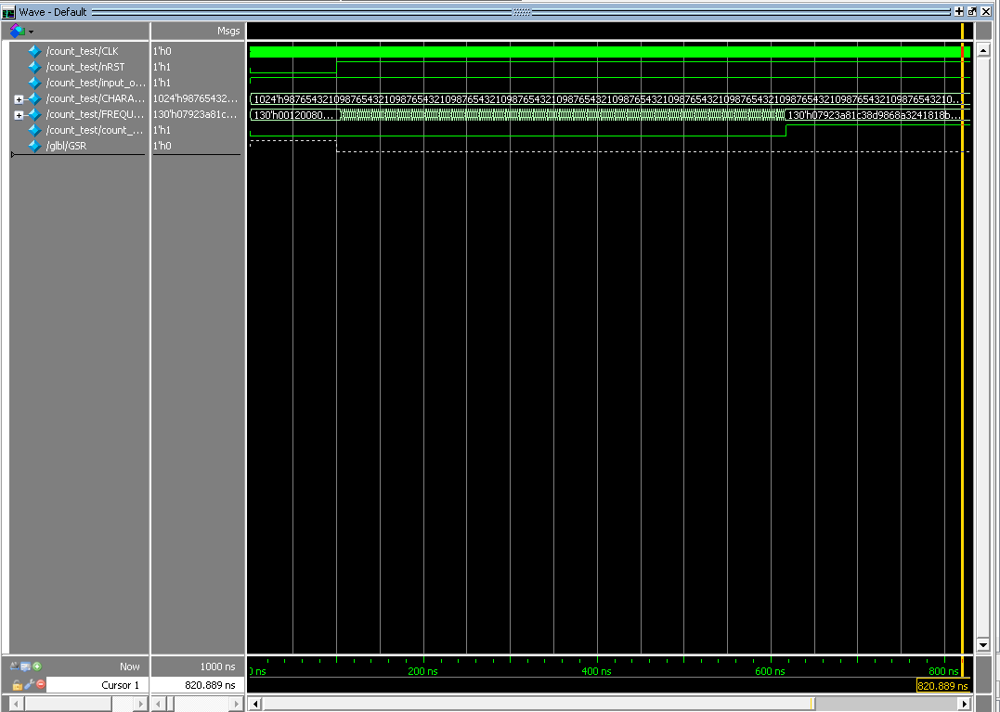 Wave - Default
Msgs
/count_test/CLK 1'h0
/count_test/nRST 1'h1
/count_test/input_o... 1'h1
/count_test/CHARA... 1024'h98765432... 1024'h98765432109876543210987654321098765432109876543210987654321098765432109876543210987654321098765432109876543210...
/count_test/FREQU... 130'h07923a81c... 130'h00120080... 130'h07923a81c38d9868a3241818b...
/count_test/count_... 1'h1
/glbl/GSR 1'h0
Now 1000 ns ns 200 ns 400 ns 600 ns 800 ns
Cursor 1 820.889 ns 820.889 ns